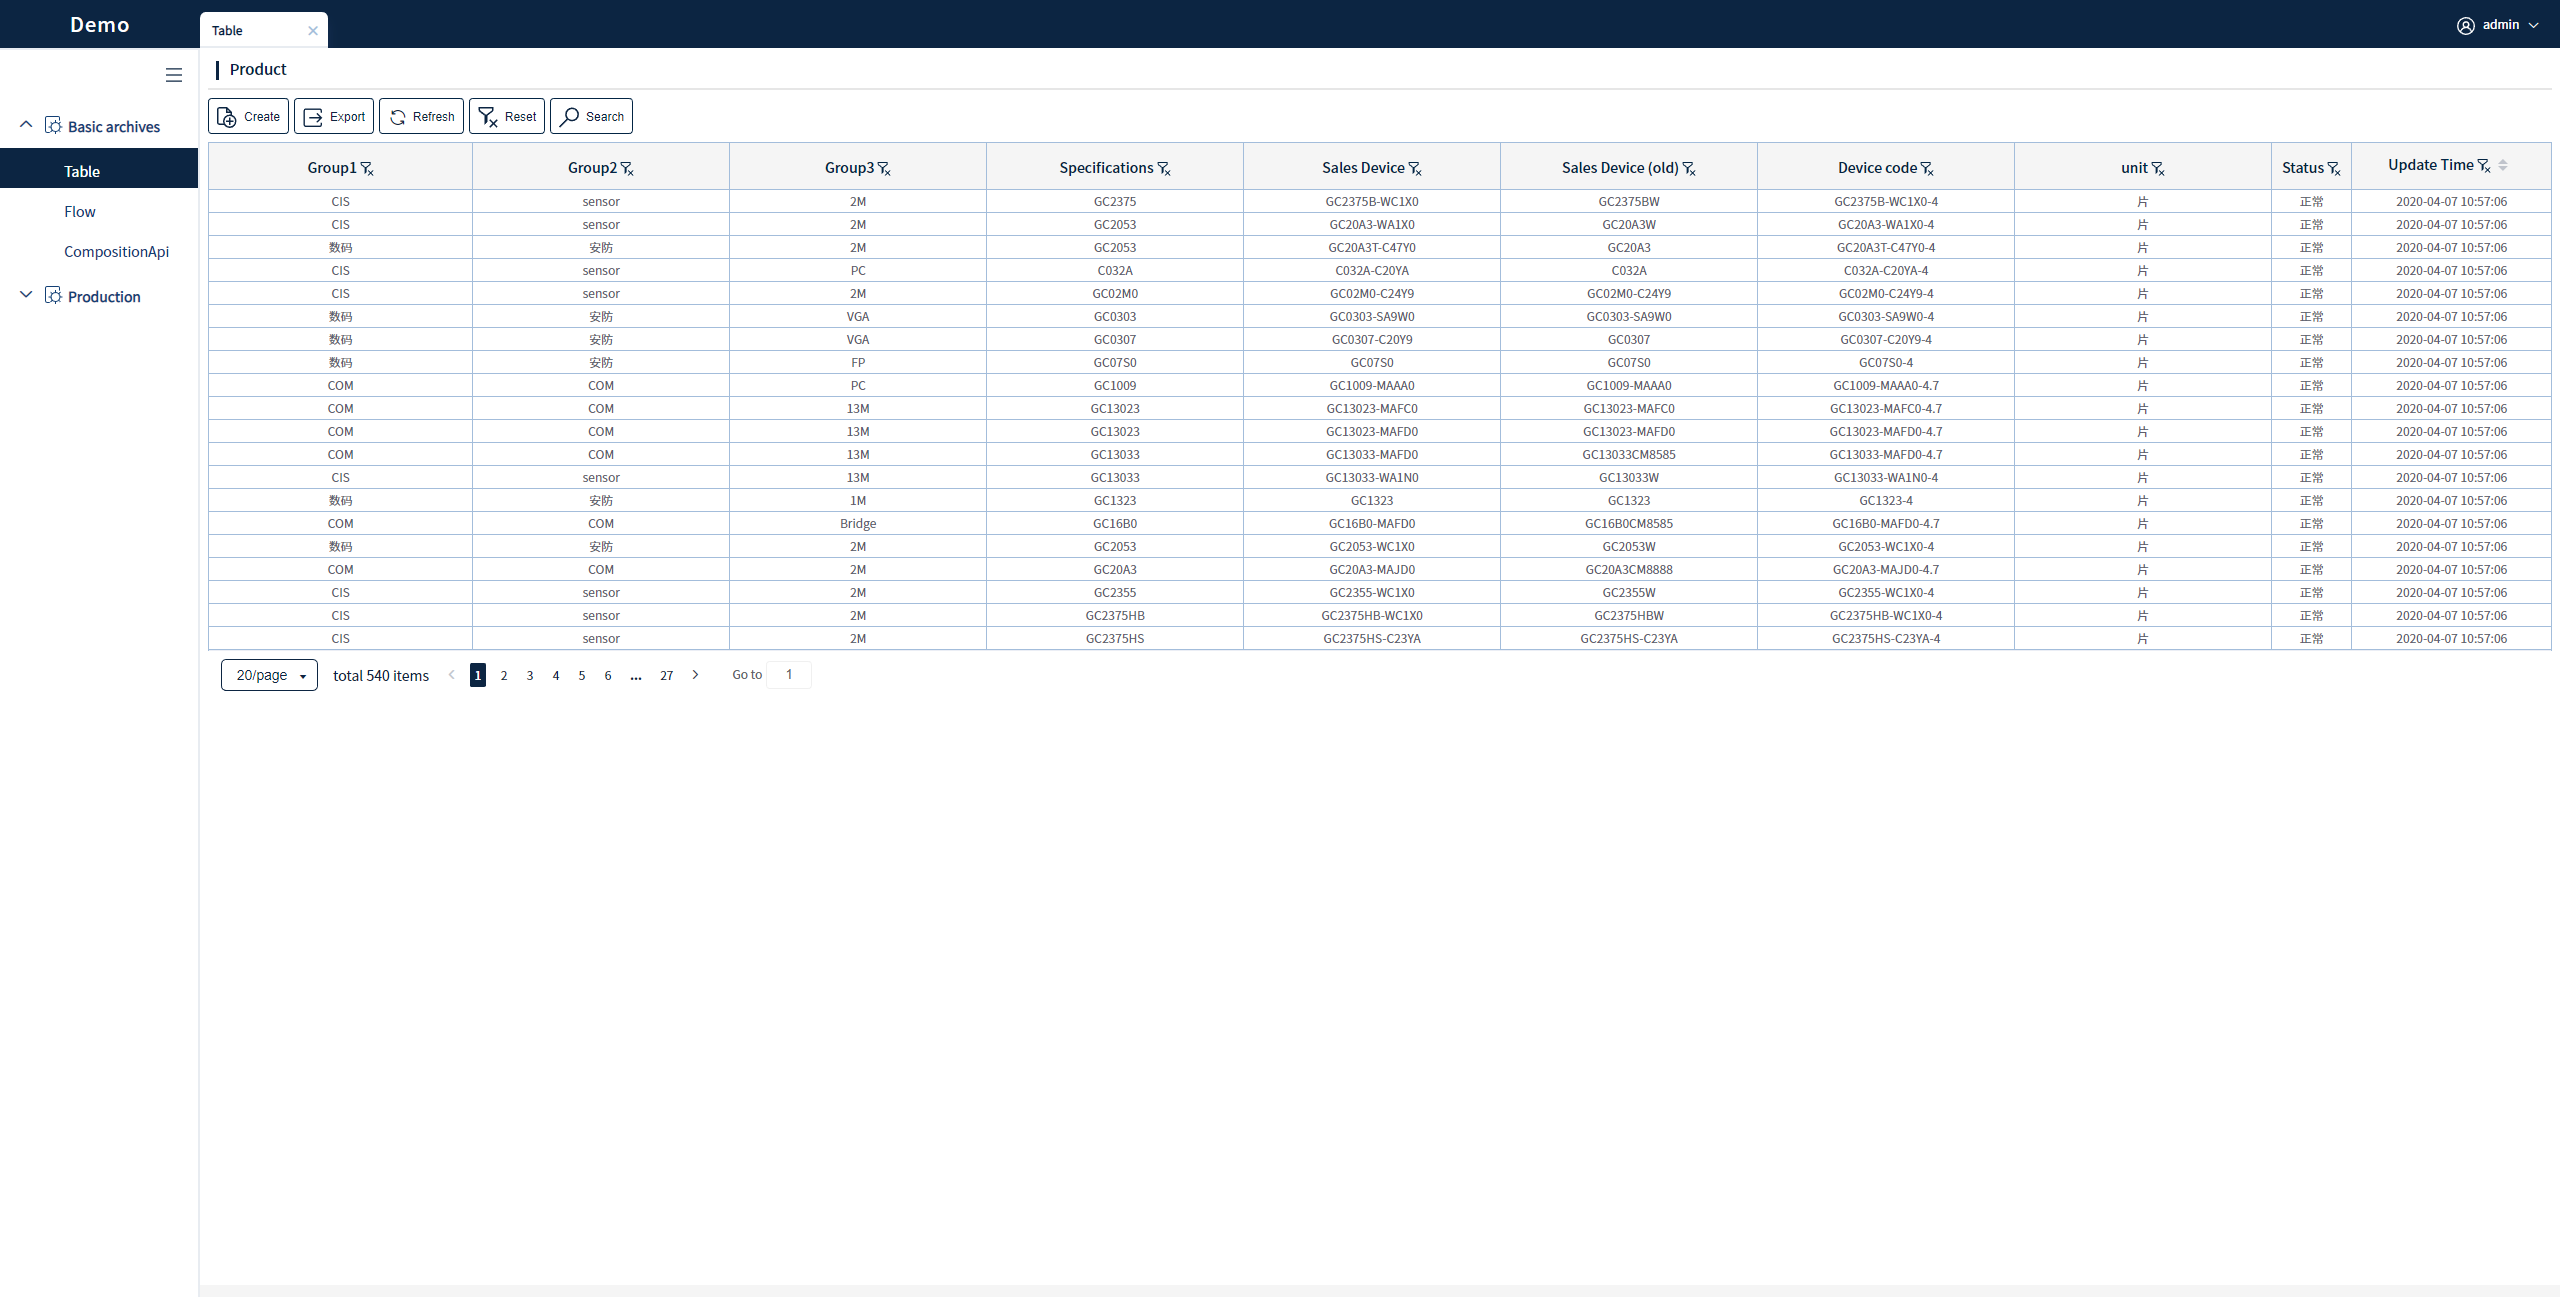 Demo
Table
admin
Product
Create Export Refresh Reset Search
Basic archives
Table
Flow
CompositionApi
Production
Group1 Group2 Group3 Specifications Sales Device Sales Device (old) Device code unit Status Update Time
CIS sensor 2M GC2375 GC2375B-WC1X0 GC2375BW GC2375B-WC1X0-4 片 正常 2020-04-07 10:57:06
CIS sensor 2M GC2053 GC20A3-WA1X0 GC20A3W GC20A3-WA1X0-4 片 正常 2020-04-07 10:57:06
数码 安防 2M GC2053 GC20A3T-C47Y0 GC20A3 GC20A3T-C47Y0-4 片 正常 2020-04-07 10:57:06
CIS sensor PC C032A C032A-C20YA C032A C032A-C20YA-4 片 正常 2020-04-07 10:57:06
CIS sensor 2M GC02M0 GC02M0-C24Y9 GC02M0-C24Y9 GC02M0-C24Y9-4 片 正常 2020-04-07 10:57:06
数码 安防 VGA GC0303 GC0303-SA9W0 GC0303-SA9W0 GC0303-SA9W0-4 片 正常 2020-04-07 10:57:06
数码 安防 VGA GC0307 GC0307-C20Y9 GC0307 GC0307-C20Y9-4 片 正常 2020-04-07 10:57:06
数码 安防 FP GC07S0 GC07S0 GC07S0 GC07S0-4 片 正常 2020-04-07 10:57:06
COM COM PC GC1009 GC1009-MAAA0 GC1009-MAAA0 GC1009-MAAA0-4.7 片 正常 2020-04-07 10:57:06
COM COM 13M GC13023 GC13023-MAFC0 GC13023-MAFC0 GC13023-MAFC0-4.7 片 正常 2020-04-07 10:57:06
COM COM 13M GC13023 GC13023-MAFD0 GC13023-MAFD0 GC13023-MAFD0-4.7 片 正常 2020-04-07 10:57:06
COM COM 13M GC13033 GC13033-MAFD0 GC13033CM8585 GC13033-MAFD0-4.7 片 正常 2020-04-07 10:57:06
CIS sensor 13M GC13033 GC13033-WA1N0 GC13033W GC13033-WA1N0-4 片 正常 2020-04-07 10:57:06
数码 安防 1M GC1323 GC1323 GC1323 GC1323-4 片 正常 2020-04-07 10:57:06
COM COM Bridge GC16B0 GC16B0-MAFD0 GC16B0CM8585 GC16B0-MAFD0-4.7 片 正常 2020-04-07 10:57:06
数码 安防 2M GC2053 GC2053-WC1X0 GC2053W GC2053-WC1X0-4 片 正常 2020-04-07 10:57:06
COM COM 2M GC20A3 GC20A3-MAJD0 GC20A3CM8888 GC20A3-MAJD0-4.7 片 正常 2020-04-07 10:57:06
CIS sensor 2M GC2355 GC2355-WC1X0 GC2355W GC2355-WC1X0-4 片 正常 2020-04-07 10:57:06
CIS sensor 2M GC2375HB GC2375HB-WC1X0 GC2375HBW GC2375HB-WC1X0-4 片 正常 2020-04-07 10:57:06
CIS sensor 2M GC2375HS GC2375HS-C23YA GC2375HS-C23YA GC2375HS-C23YA-4 片 正常 2020-04-07 10:57:06
20/page total 540 items 1 2 3 4 5 6 ... 27 Go to 1